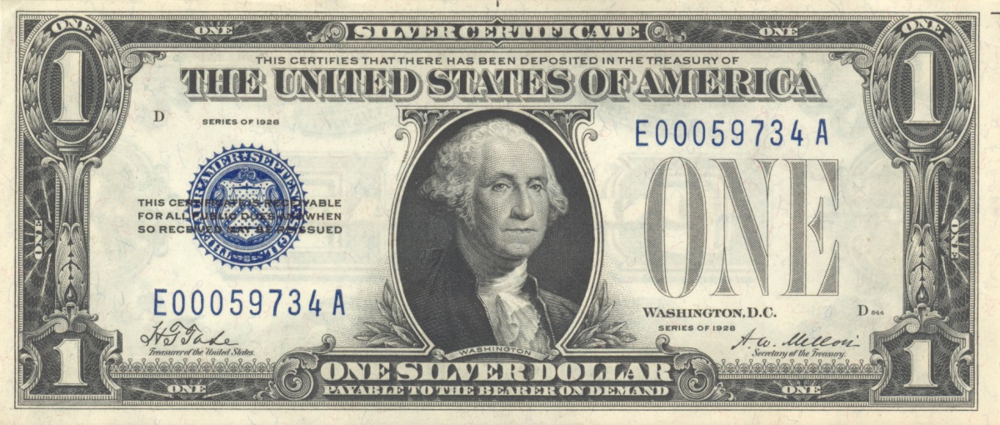 ONE SILVER CERTIFICATE ONE
ONE ONE
1 1
THIS CERTIFIES THAT THERE HAS BEEN DEPOSITED IN THE TREASURY OF
THE UNITED STATES OF AMERICA
D
SERIES OF 1928
E00059734A
THESAUR. AMER. SEPTENT. SIGIL.
THIS CERTIFICATE IS RECEIVABLE
FOR ALL PUBLIC DUES AND WHEN
SO RECEIVED MAY BE REISSUED
ONE
ONE ONE
E00059734A
WASHINGTON, D.C.
D 844
SERIES OF 1928
H T Tate
Treasurer of the United States.
A. W. Mellon
Secretary of the Treasury.
WASHINGTON
1 1
ONE SILVER DOLLAR
ONE PAYABLE TO THE BEARER ON DEMAND ONE